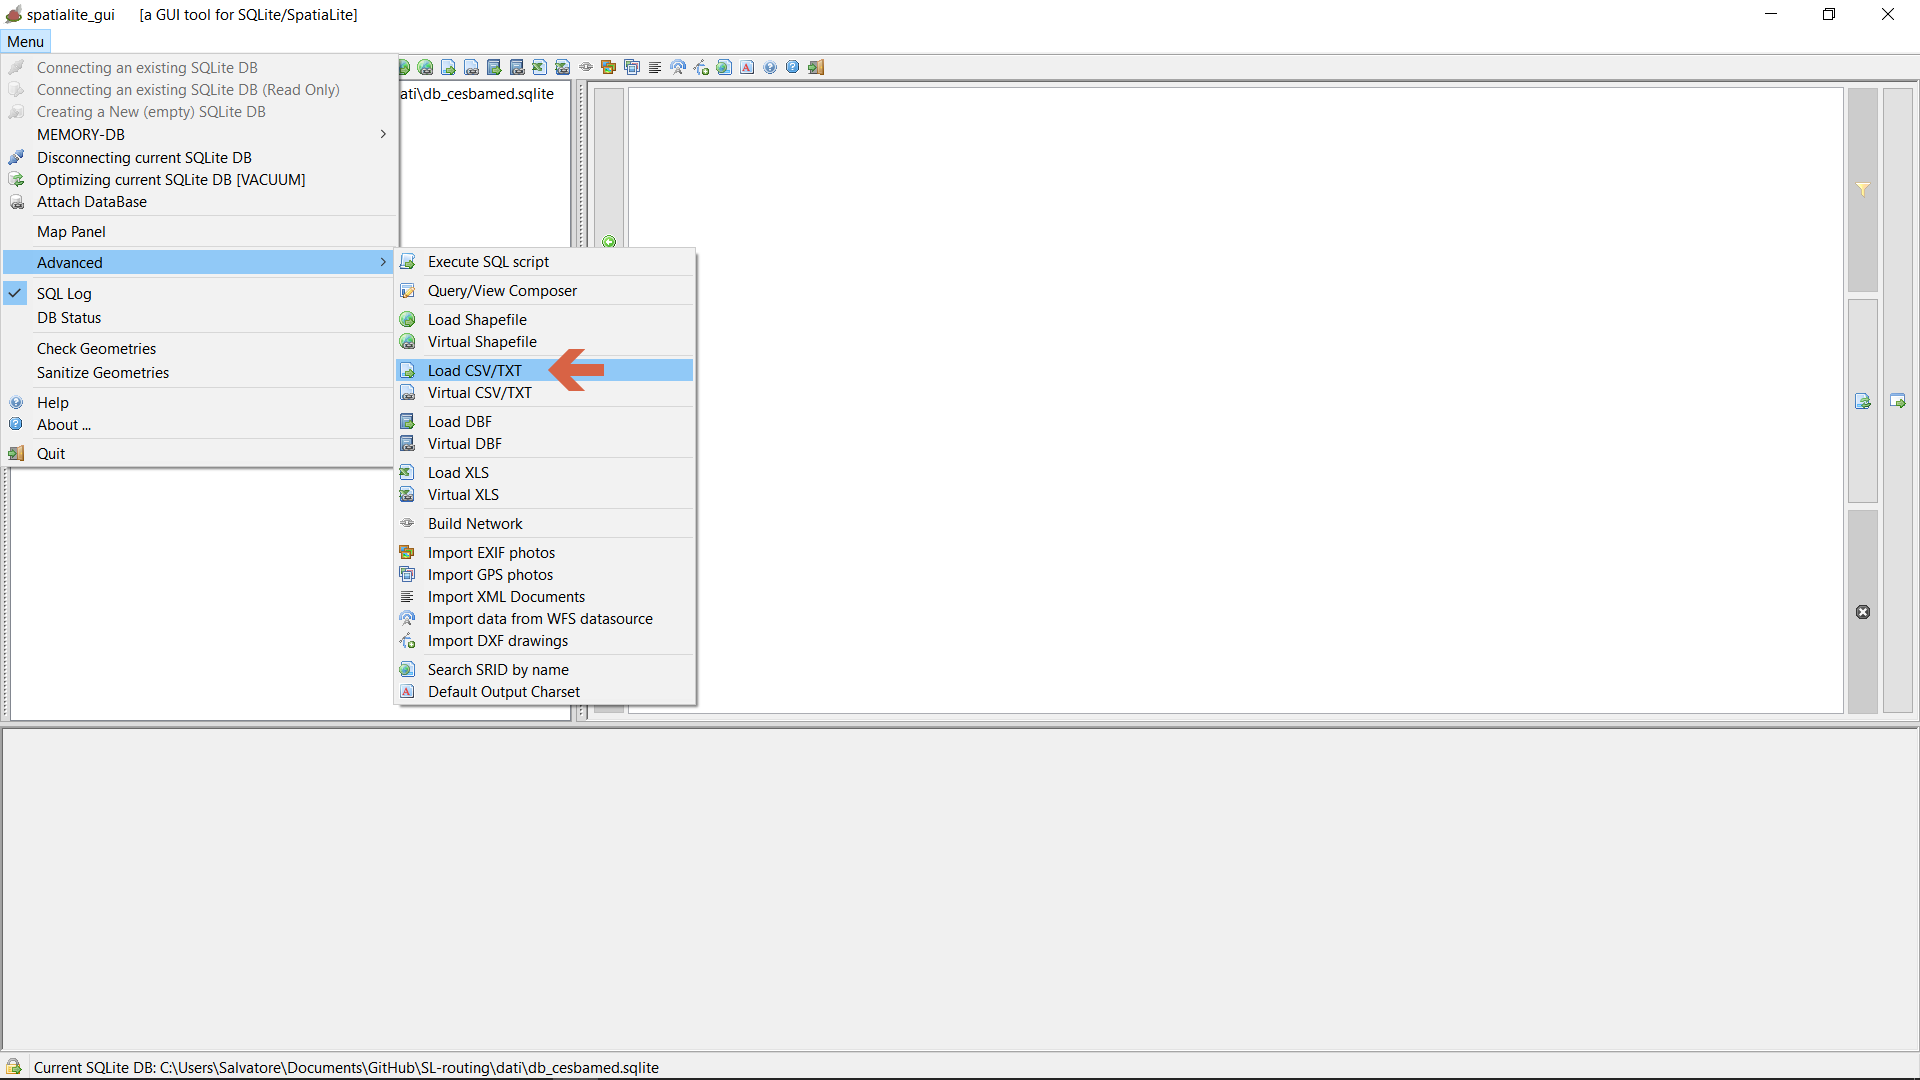 spatialite_gui [a GUI tool for SQLite/SpatiaLite]
Menu
Connecting an existing SQLite DB
Connecting an existing SQLite DB (Read Only)
Creating a New (empty) SQLite DB
MEMORY-DB
Disconnecting current SQLite DB
Optimizing current SQLite DB [VACUUM]
Attach DataBase
Map Panel
Advanced
SQL Log
DB Status
Check Geometries
Sanitize Geometries
Help
About ...
Quit
ati\db_cesbamed.sqlite
Execute SQL script
Query/View Composer
Load Shapefile
Virtual Shapefile
Load CSV/TXT
Virtual CSV/TXT
Load DBF
Virtual DBF
Load XLS
Virtual XLS
Build Network
Import EXIF photos
Import GPS photos
Import XML Documents
Import data from WFS datasource
Import DXF drawings
Search SRID by name
Default Output Charset
Current SQLite DB: C:\Users\Salvatore\Documents\GitHub\SL-routing\dati\db_cesbamed.sqlite